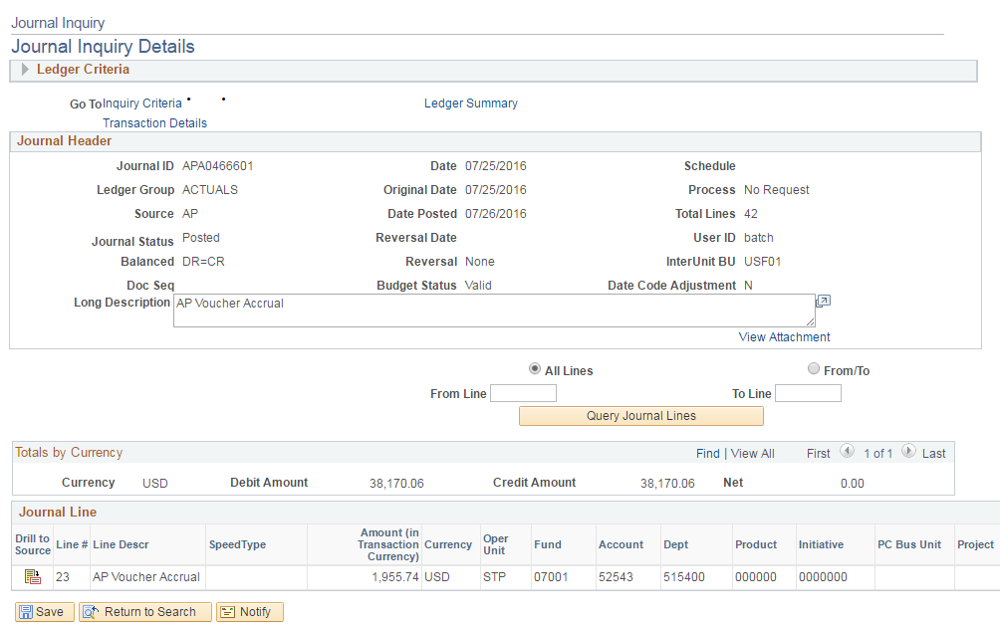 Journal Inquiry
Journal Inquiry Details
Ledger Criteria
Go To Inquiry Criteria • • Ledger Summary
Transaction Details
Journal Header
Journal ID APA0466601 Date 07/25/2016 Schedule
Ledger Group ACTUALS Original Date 07/25/2016 Process No Request
Source AP Date Posted 07/26/2016 Total Lines 42
Journal Status Posted Reversal Date User ID batch
Balanced DR=CR Reversal None InterUnit BU USF01
Doc Seq Budget Status Valid Date Code Adjustment N
Long Description AP Voucher Accrual
View Attachment
All Lines From/To
From Line To Line
Query Journal Lines
Totals by Currency Find | View All First 1 of 1 Last
Currency USD Debit Amount 38,170.06 Credit Amount 38,170.06 Net 0.00
Journal Line
Drill to Source Line # Line Descr SpeedType Amount (in Transaction Currency) Currency Oper Unit Fund Account Dept Product Initiative PC Bus Unit Project
23 AP Voucher Accrual 1,955.74 USD STP 07001 52543 515400 000000 0000000
Save Return to Search Notify